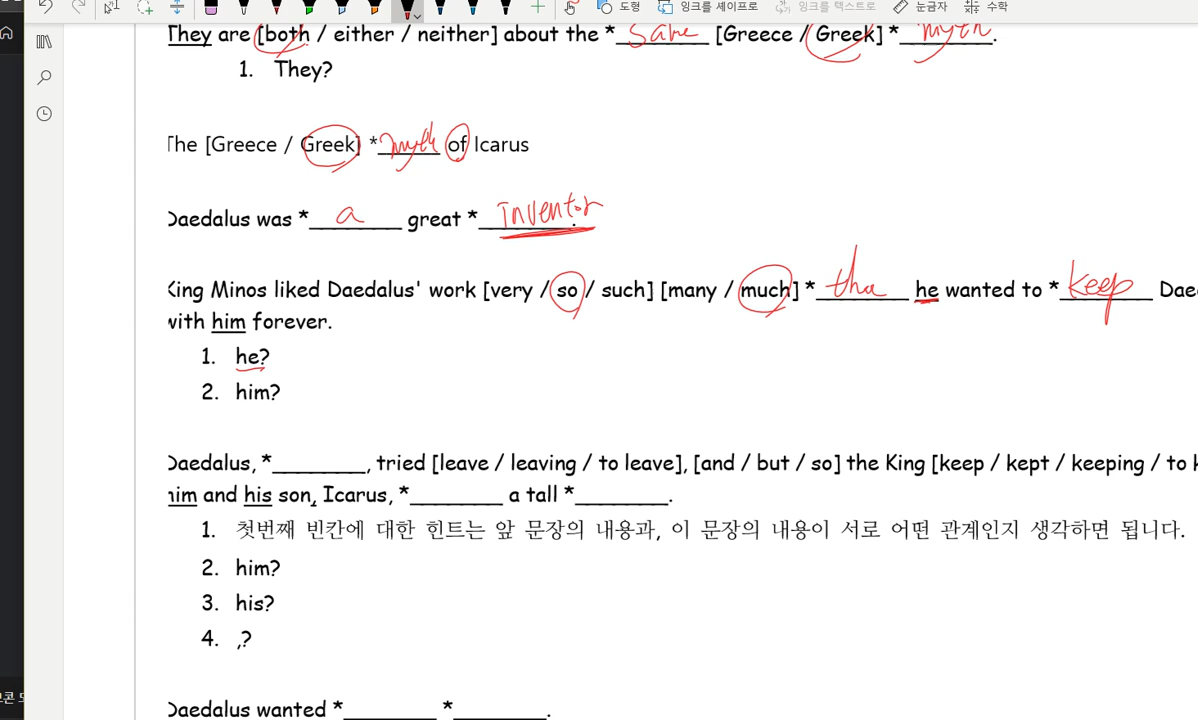 도형 잉크를 셰이프로 잉크를 텍스트로 눈금자 수학
They are [both / either / neither] about the *________ [Greece / Greek] *________.
1. They?
The [Greece / Greek] *myth of Icarus
Daedalus was * a great * inventor.
King Minos liked Daedalus' work [very / so / such] [many / much] * tha he wanted to * keep Dae
with him forever.
1. he?
2. him?
Daedalus, *________, tried [leave / leaving / to leave], [and / but / so] the King [keep / kept / keeping / to k
him and his son, Icarus, *________ a tall *________.
1. 첫번째 빈칸에 대한 힌트는 앞 문장의 내용과, 이 문장의 내용이 서로 어떤 관계인지 생각하면 됩니다.
2. him?
3. his?
4. ,?
Daedalus wanted *________ *________.